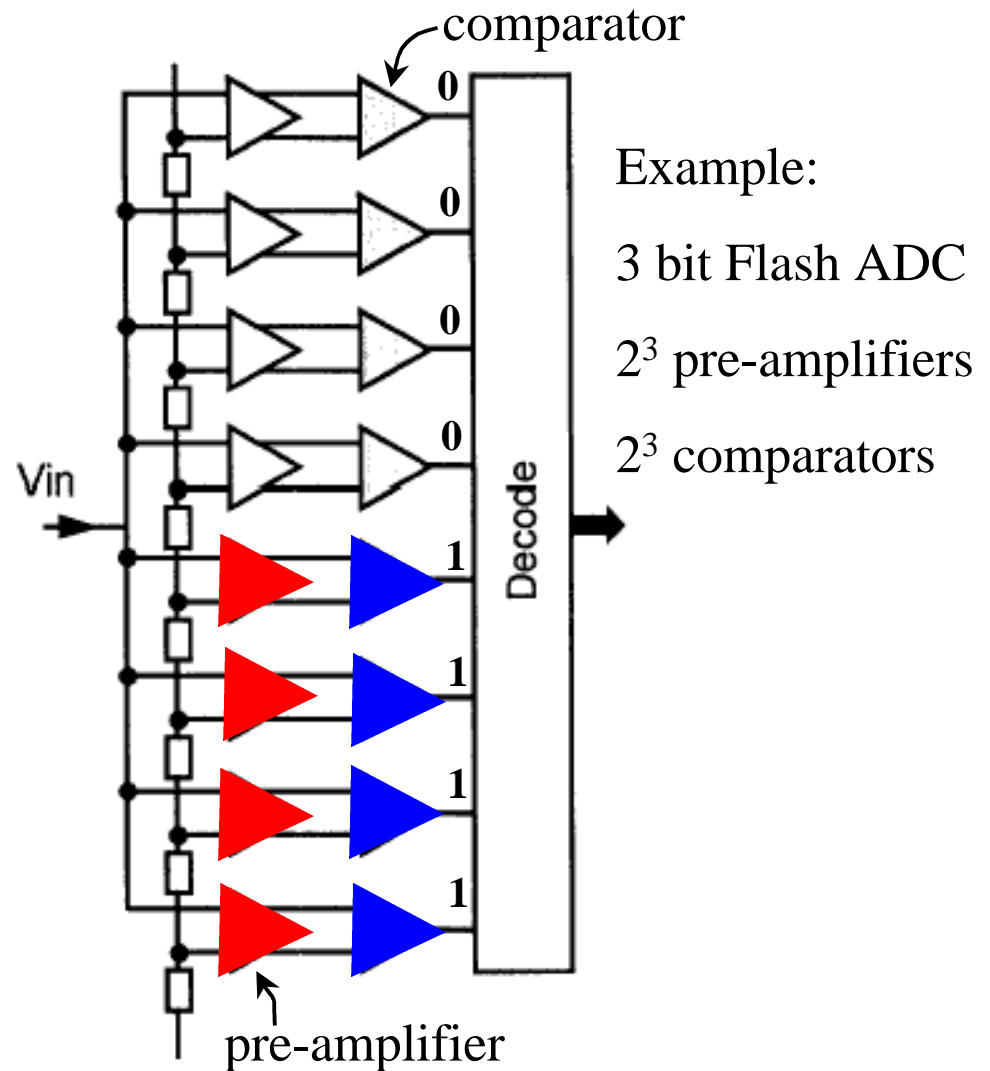 comparator
0
0
0
0
1
1
1
1
Vin
Decode
pre-amplifier
Example:
3 bit Flash ADC
2³ pre-amplifiers
2³ comparators